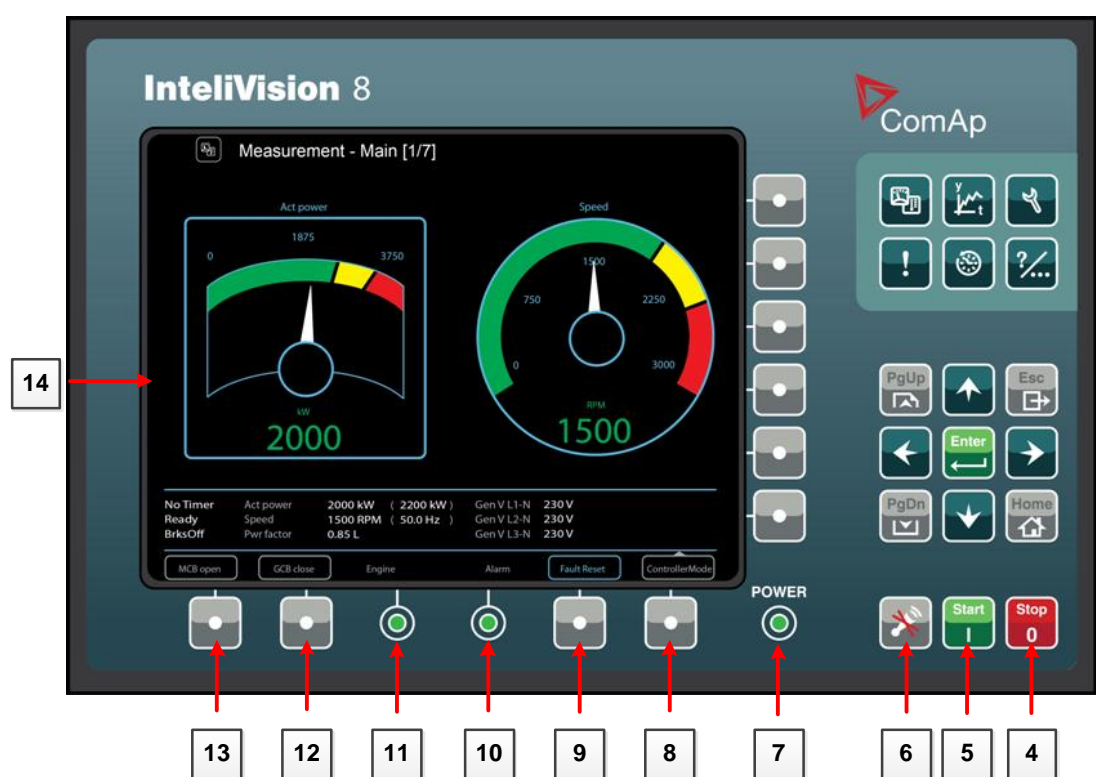 InteliVision 8
ComAp
Measurement - Main [1/7]
Act power
0
1875
3750
kW
2000
Speed
0
750
1500
2250
3000
RPM
1500
No Timer Act power 2000 kW ( 2200 kW ) Gen V L1-N 230 V
Ready Speed 1500 RPM ( 50.0 Hz ) Gen V L2-N 230 V
BrksOff Pwr factor 0.85 L Gen V L3-N 230 V
MCB open GCB close Engine Alarm Fault Reset ControllerMode
POWER
y
t
!
?/...
PgUp
Esc
Enter
PgDn
Home
Start
I
Stop
0
14
13
12
11
10
9
8
7
6
5
4